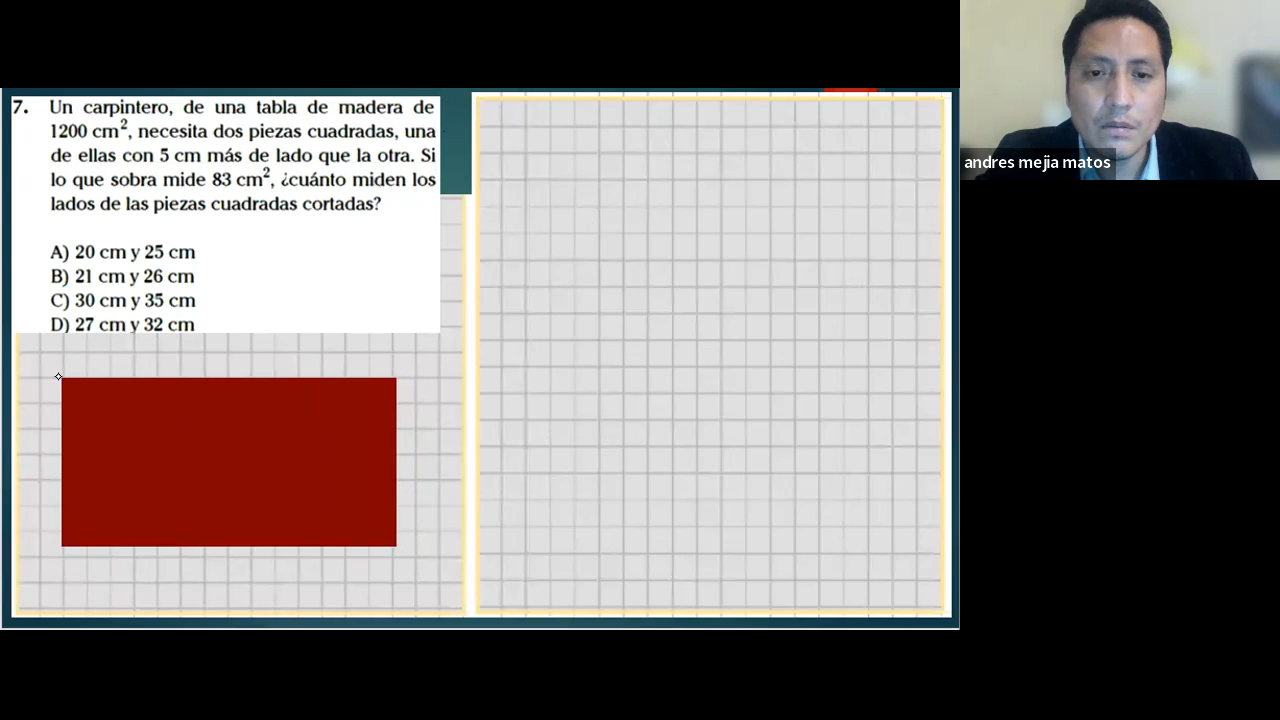 7. Un carpintero, de una tabla de madera de
1200 cm², necesita dos piezas cuadradas, una
de ellas con 5 cm más de lado que la otra. Si
lo que sobra mide 83 cm², ¿cuánto miden los
lados de las piezas cuadradas cortadas?
A) 20 cm y 25 cm
B) 21 cm y 26 cm
C) 30 cm y 35 cm
D) 27 cm y 32 cm
andres mejia matos